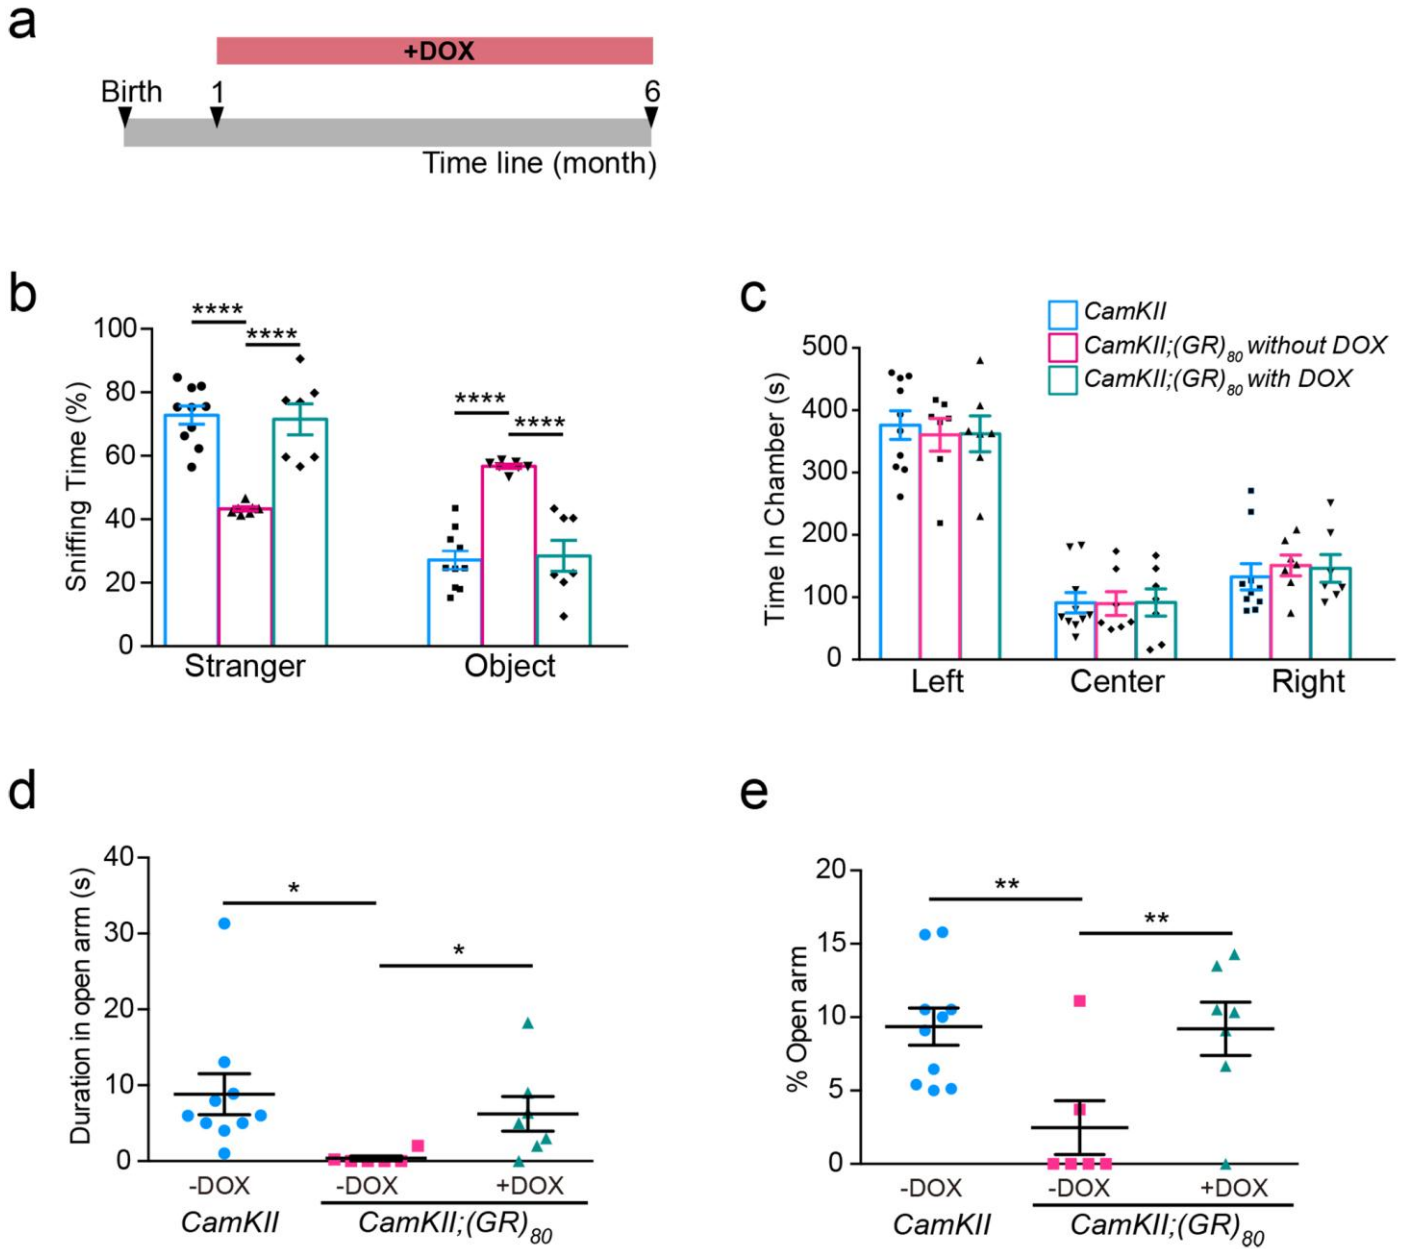 a
+DOX
Birth 1 6
Time line (month)
b
Sniffing Time (%)
100
80
60
40
20
0
****
****
****
****
Stranger Object
c
CamKII
CamKII;(GR)80 without DOX
CamKII;(GR)80 with DOX
Time In Chamber (s)
500
400
300
200
100
0
Left Center Right
d
Duration in open arm (s)
40
30
20
10
0
*
*
-DOX -DOX +DOX
CamKII CamKII;(GR)80
e
% Open arm
20
15
10
5
0
**
**
-DOX -DOX +DOX
CamKII CamKII;(GR)80